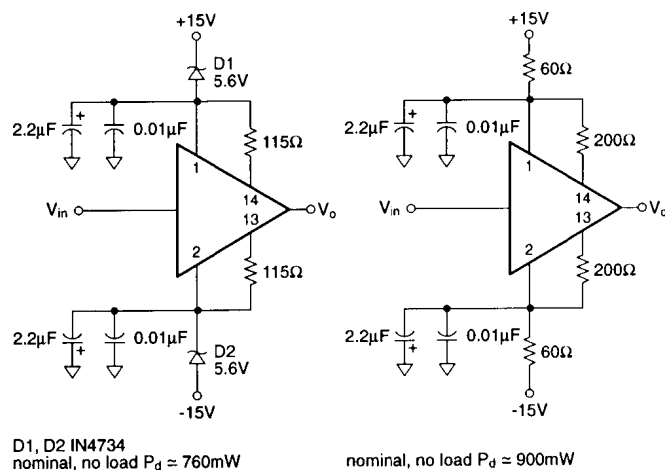 +15V
D1
5.6V
2.2µF
+
0.01µF
115Ω
1
14
Vin
Vo
13
2
115Ω
2.2µF
+
0.01µF
D2
5.6V
-15V
D1, D2 IN4734
nominal, no load Pd ≃ 760mW
+15V
60Ω
2.2µF
+
0.01µF
200Ω
1
14
Vin
Vo
13
2
200Ω
2.2µF
+
0.01µF
60Ω
-15V
nominal, no load Pd ≃ 900mW